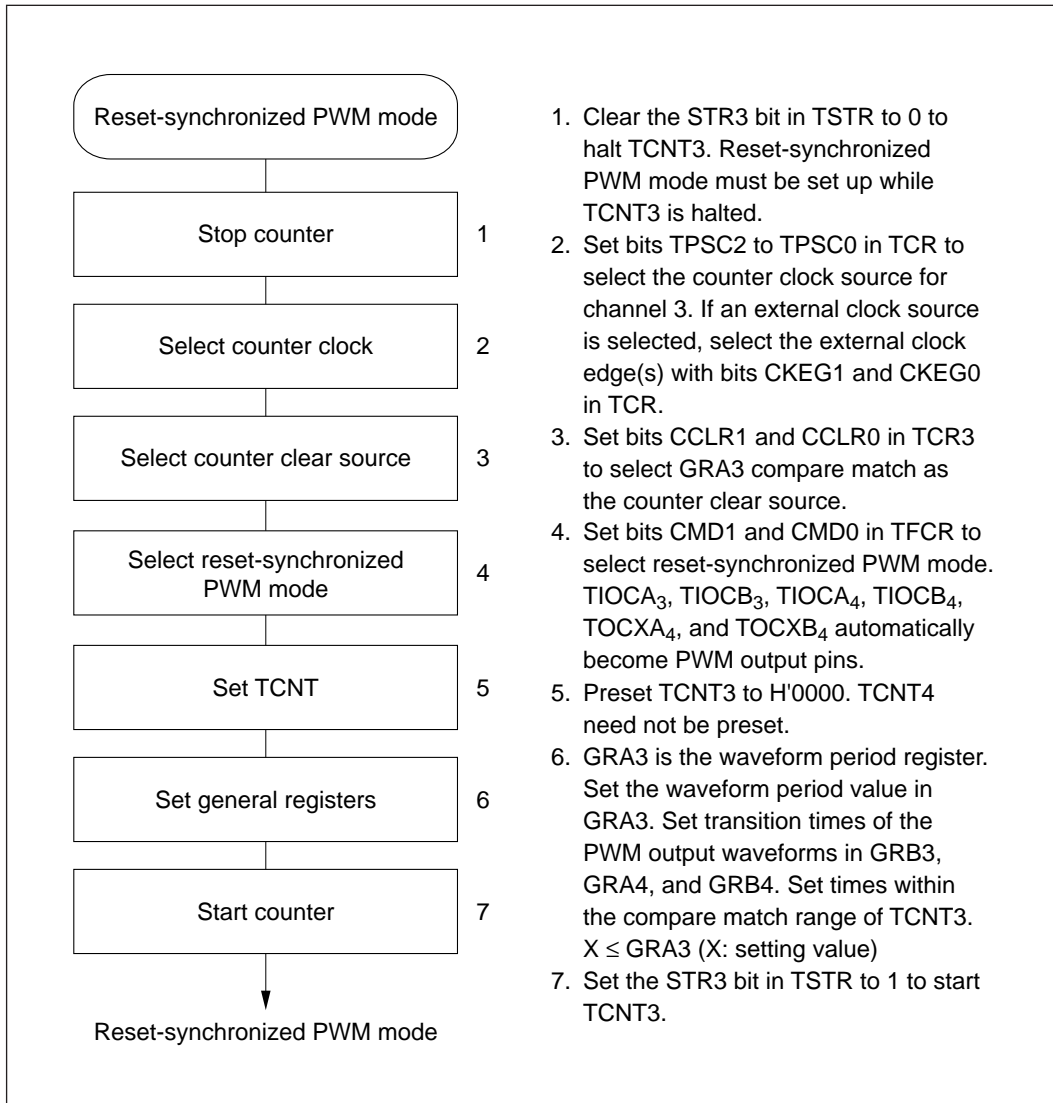 Reset-synchronized PWM mode
Stop counter 1
Select counter clock 2
Select counter clear source 3
Select reset-synchronized
PWM mode 4
Set TCNT 5
Set general registers 6
Start counter 7
Reset-synchronized PWM mode
1. Clear the STR3 bit in TSTR to 0 to
halt TCNT3. Reset-synchronized
PWM mode must be set up while
TCNT3 is halted.
2. Set bits TPSC2 to TPSC0 in TCR to
select the counter clock source for
channel 3. If an external clock source
is selected, select the external clock
edge(s) with bits CKEG1 and CKEG0
in TCR.
3. Set bits CCLR1 and CCLR0 in TCR3
to select GRA3 compare match as
the counter clear source.
4. Set bits CMD1 and CMD0 in TFCR to
select reset-synchronized PWM mode.
TIOCA₃, TIOCB₃, TIOCA₄, TIOCB₄,
TOCXA₄, and TOCXB₄ automatically
become PWM output pins.
5. Preset TCNT3 to H'0000. TCNT4
need not be preset.
6. GRA3 is the waveform period register.
Set the waveform period value in
GRA3. Set transition times of the
PWM output waveforms in GRB3,
GRA4, and GRB4. Set times within
the compare match range of TCNT3.
X ≤ GRA3 (X: setting value)
7. Set the STR3 bit in TSTR to 1 to start
TCNT3.